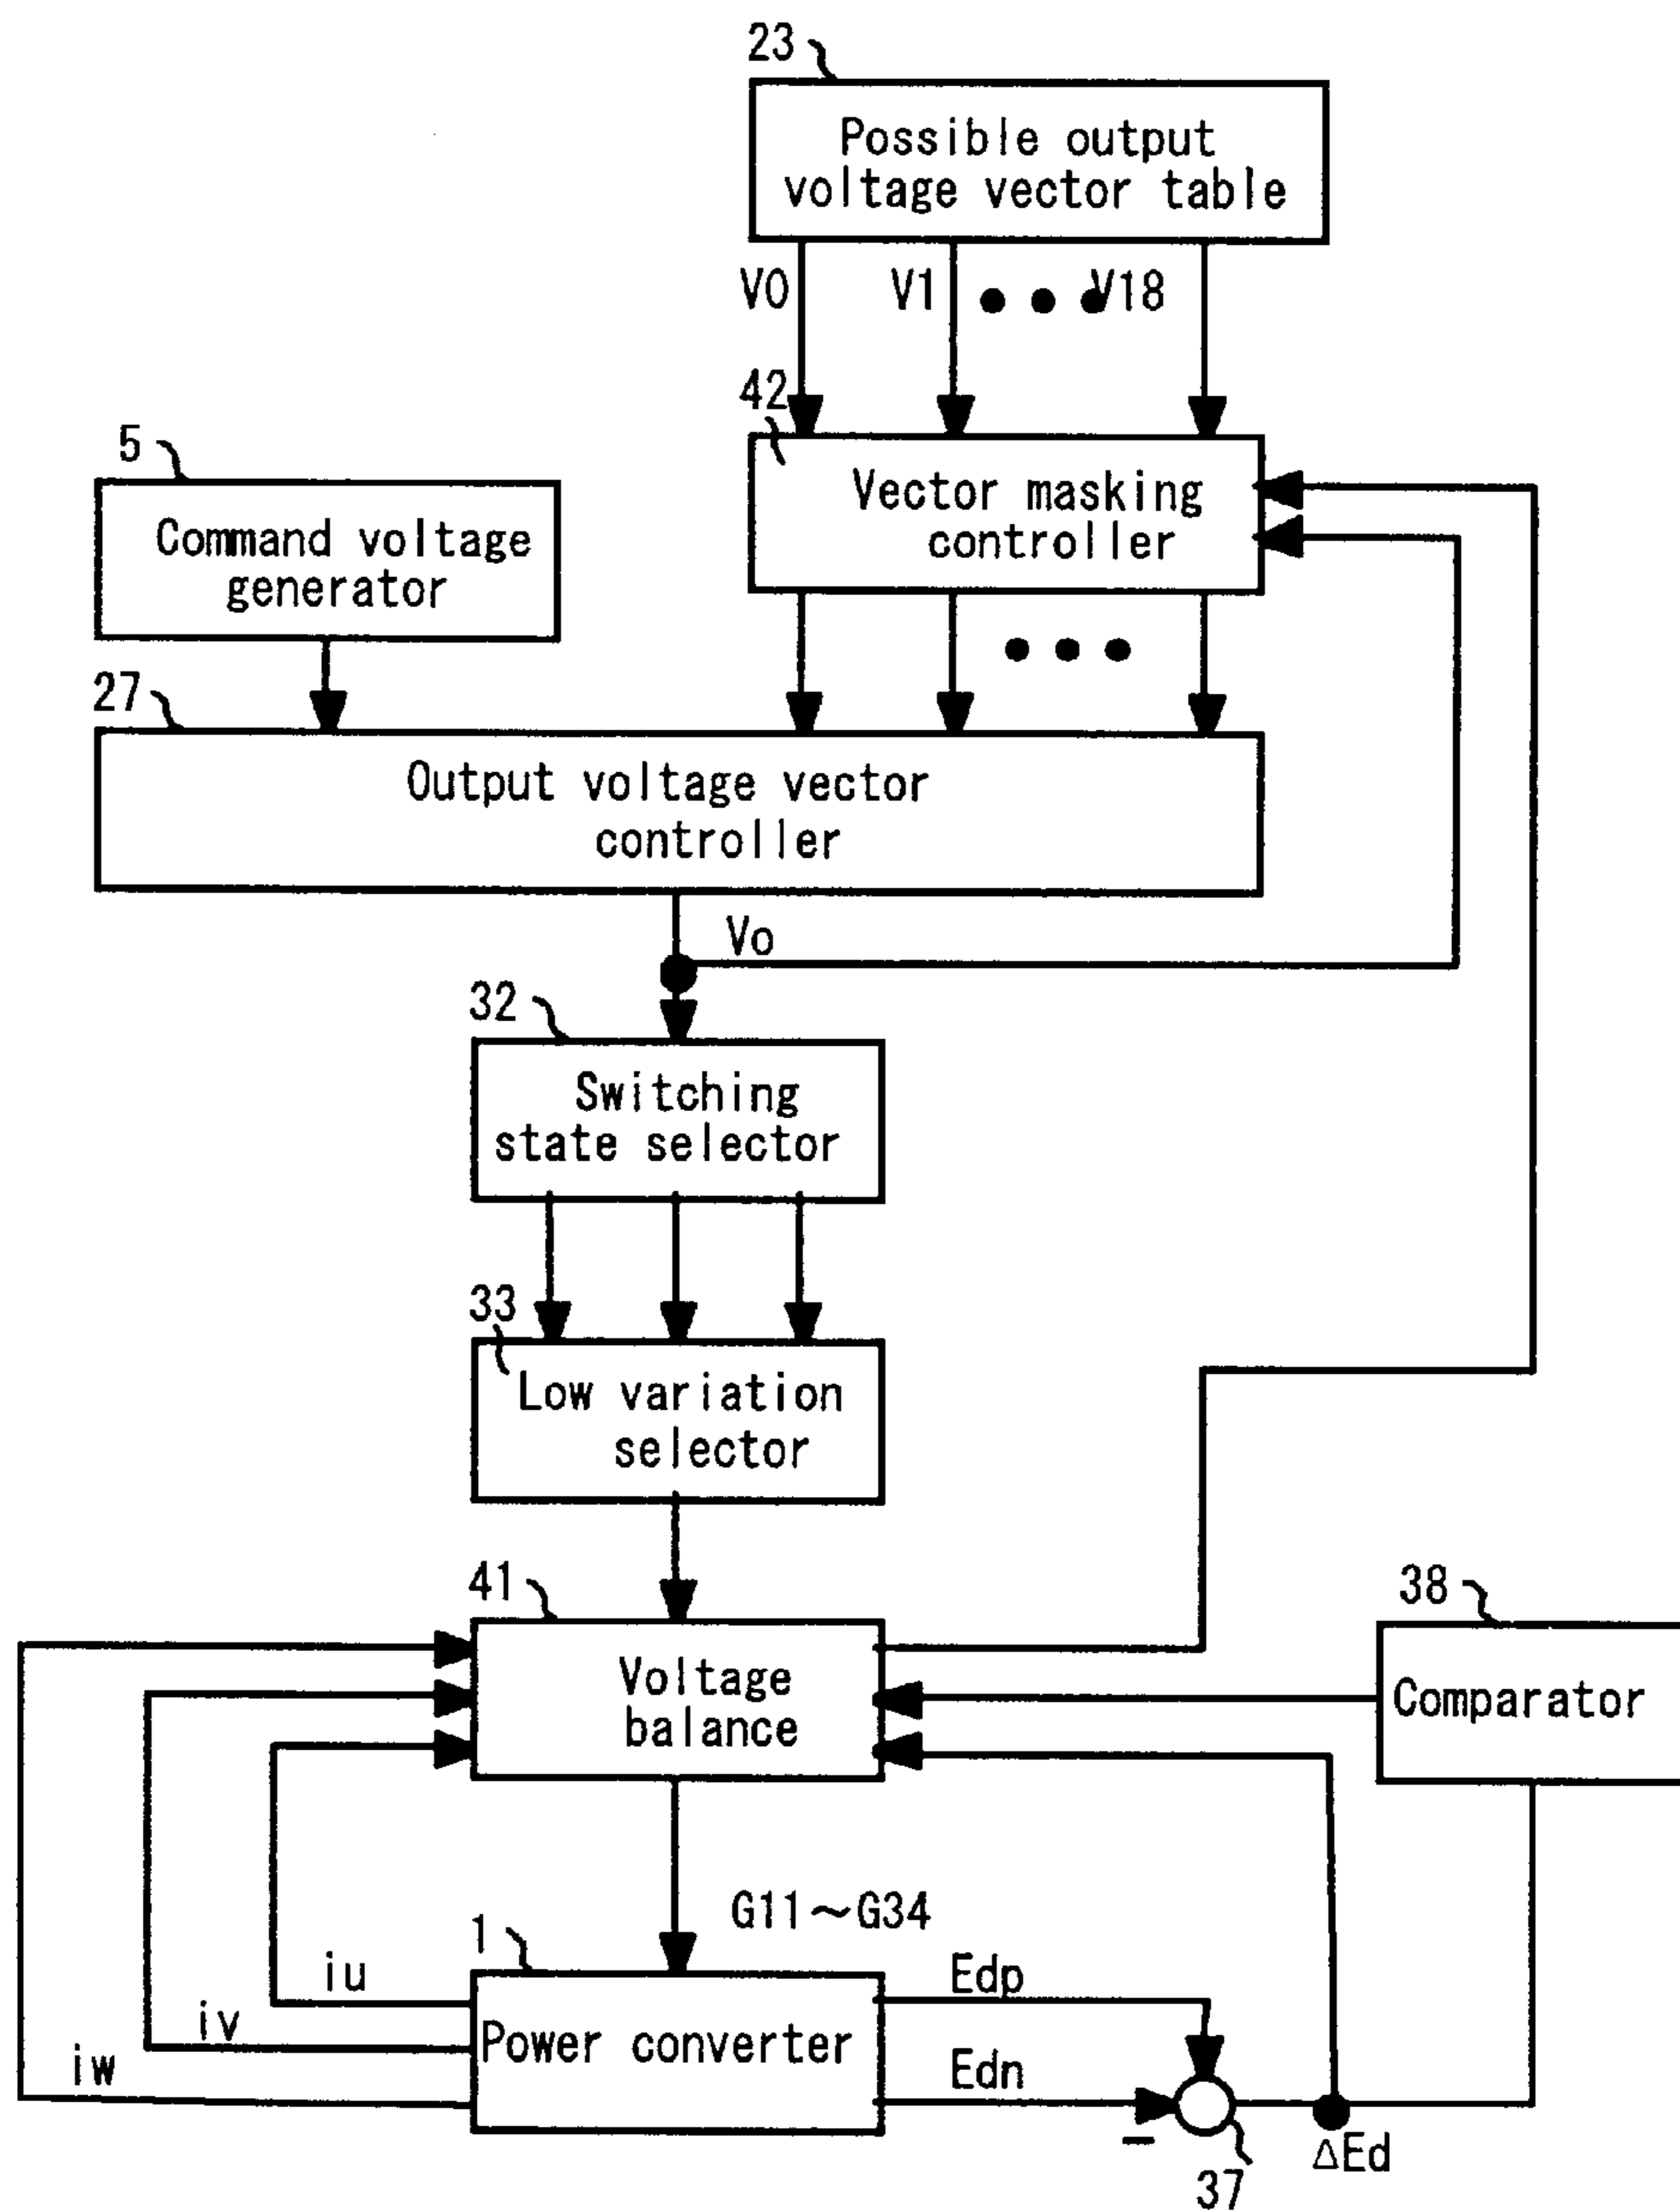 23
Possible output
voltage vector table
V0
V1
V18
42
Vector masking
controller
5
Command voltage
generator
27
Output voltage vector
controller
Vo
32
Switching
state selector
33
Low variation
selector
41
Voltage
balance
38
Comparator
G11～G34
1
Power converter
iu
iv
iw
Edp
Edn
−
37
ΔEd